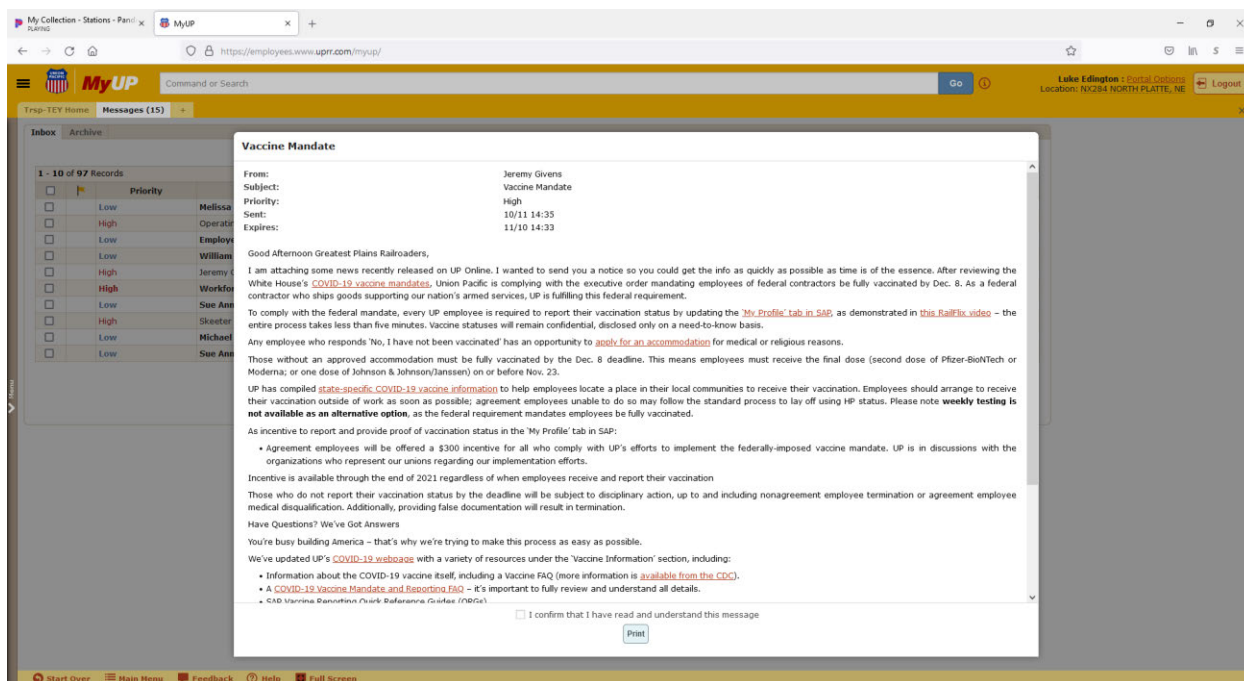 My Collection - Stations - Pand
PLAYING
MyUP
https://employees.www.uprr.com/myup/
UNION PACIFIC
MyUP
Command or Search
Go
Luke Edington : Portal Options
Location: NX284 NORTH PLATTE, NE
Logout
Trsp-TEY Home Messages (15) +
Inbox Archive
1 - 10 of 97 Records
Priority
Low Melissa
High Operatin
Low Employe
Low William
High Jeremy G
High Workfor
Low Sue Ann
High Skeeter
Low Michael
Low Sue Ann
Menu
Vaccine Mandate
From: Jeremy Givens
Subject: Vaccine Mandate
Priority: High
Sent: 10/11 14:35
Expires: 11/10 14:33
Good Afternoon Greatest Plains Railroaders,
I am attaching some news recently released on UP Online. I wanted to send you a notice so you could get the info as quickly as possible as time is of the essence. After reviewing the
White House's COVID-19 vaccine mandates, Union Pacific is complying with the executive order mandating employees of federal contractors be fully vaccinated by Dec. 8. As a federal
contractor who ships goods supporting our nation's armed services, UP is fulfilling this federal requirement.
To comply with the federal mandate, every UP employee is required to report their vaccination status by updating the 'My Profile' tab in SAP, as demonstrated in this RailFlix video – the
entire process takes less than five minutes. Vaccine statuses will remain confidential, disclosed only on a need-to-know basis.
Any employee who responds 'No, I have not been vaccinated' has an opportunity to apply for an accommodation for medical or religious reasons.
Those without an approved accommodation must be fully vaccinated by the Dec. 8 deadline. This means employees must receive the final dose (second dose of Pfizer-BioNTech or
Moderna; or one dose of Johnson & Johnson/Janssen) on or before Nov. 23.
UP has compiled state-specific COVID-19 vaccine information to help employees locate a place in their local communities to receive their vaccination. Employees should arrange to receive
their vaccination outside of work as soon as possible; agreement employees unable to do so may follow the standard process to lay off using HP status. Please note weekly testing is
not available as an alternative option, as the federal requirement mandates employees be fully vaccinated.
As incentive to report and provide proof of vaccination status in the 'My Profile' tab in SAP:
• Agreement employees will be offered a $300 incentive for all who comply with UP's efforts to implement the federally-imposed vaccine mandate. UP is in discussions with the
organizations who represent our unions regarding our implementation efforts.
Incentive is available through the end of 2021 regardless of when employees receive and report their vaccination
Those who do not report their vaccination status by the deadline will be subject to disciplinary action, up to and including nonagreement employee termination or agreement employee
medical disqualification. Additionally, providing false documentation will result in termination.
Have Questions? We've Got Answers
You're busy building America – that's why we're trying to make this process as easy as possible.
We've updated UP's COVID-19 webpage with a variety of resources under the 'Vaccine Information' section, including:
• Information about the COVID-19 vaccine itself, including a Vaccine FAQ (more information is available from the CDC).
• A COVID-19 Vaccine Mandate and Reporting FAQ – it's important to fully review and understand all details.
• SAP Vaccine Reporting Quick Reference Guides (QRGs)
I confirm that I have read and understand this message
Print
Start Over Main Menu Feedback Help Full Screen